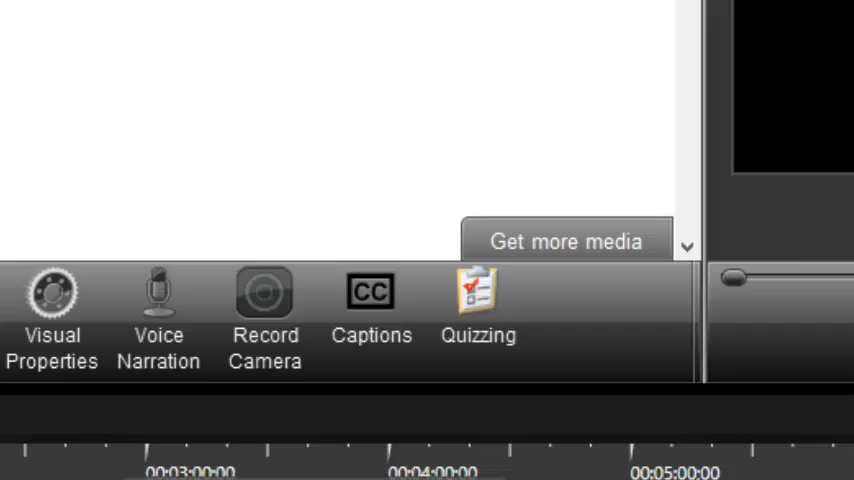 Get more media
Visual Properties
Voice Narration
Record Camera
CC
Captions
Quizzing
00:03:00;00
00:04:00;00
00:05:00;00